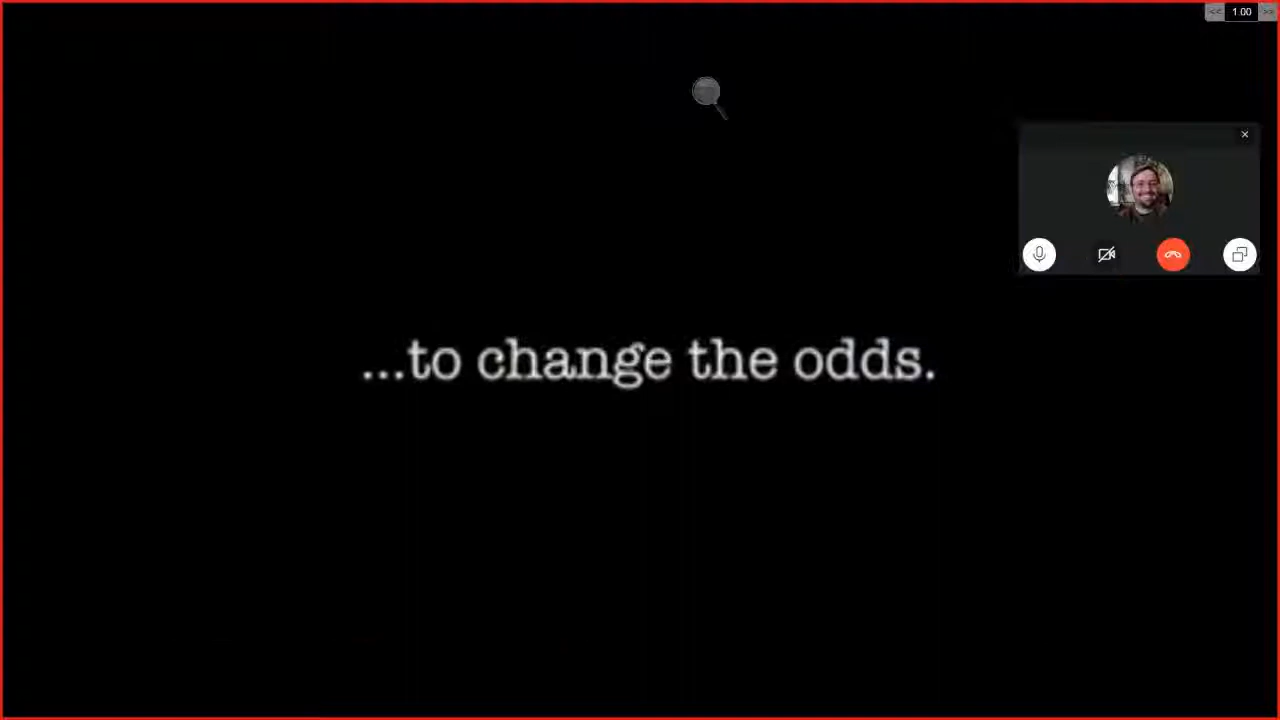 << 1.00 >>
...to change the odds.